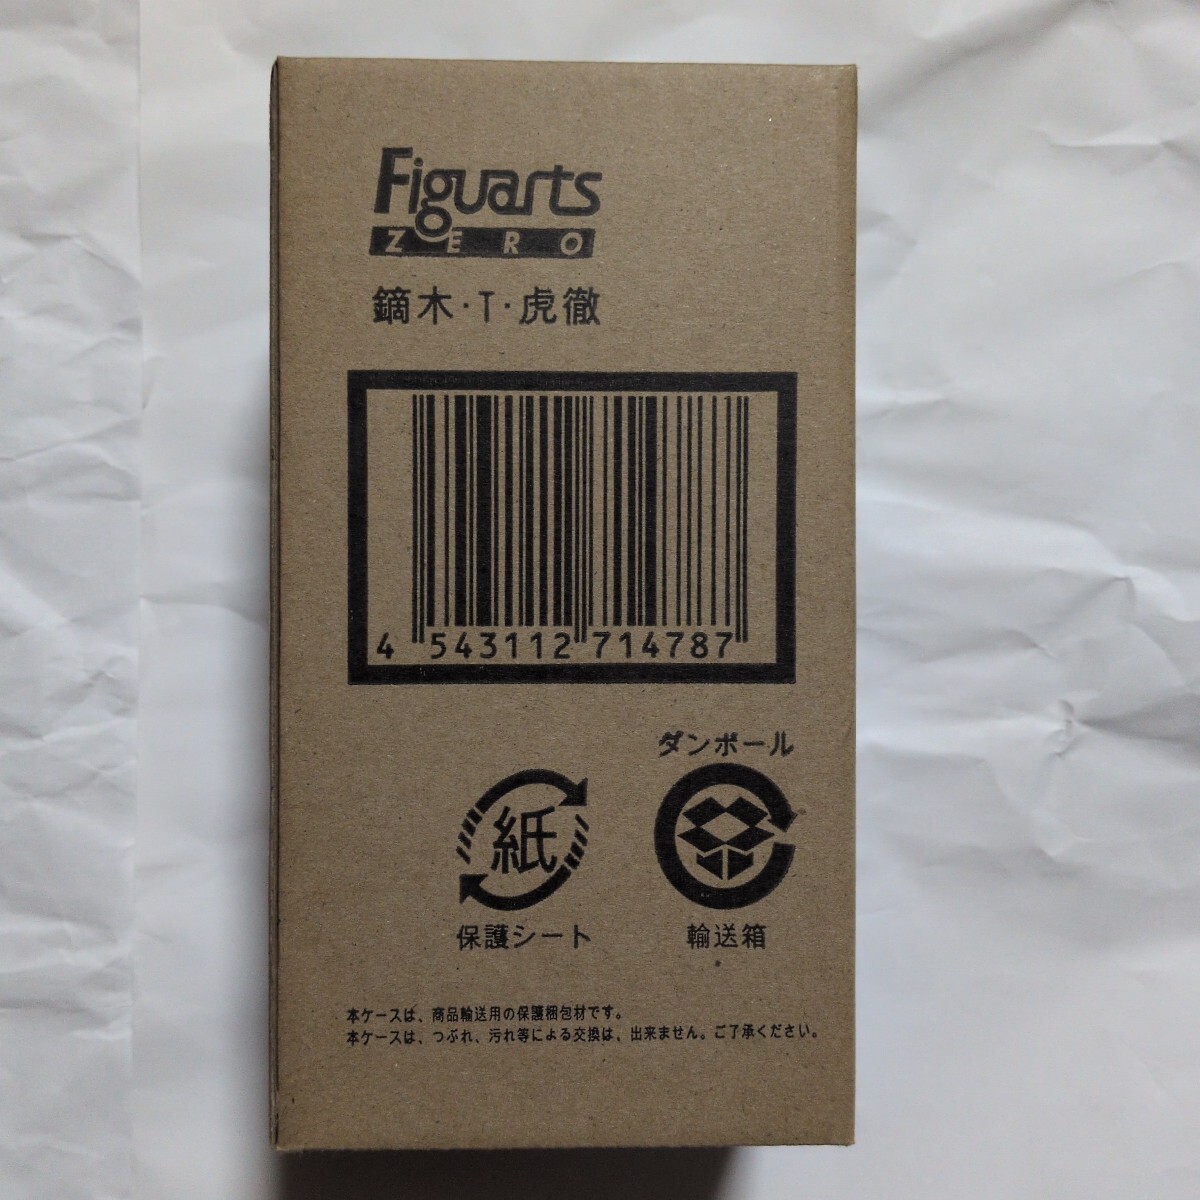 Figuarts
ZERO
鏑木・T・虎徹
4 543112 714787
ダンボール
紙
保護シート
輸送箱
本ケースは、商品輸送用の保護梱包材です。
本ケースは、つぶれ、汚れ等による交換は、出来ません。ご了承ください。